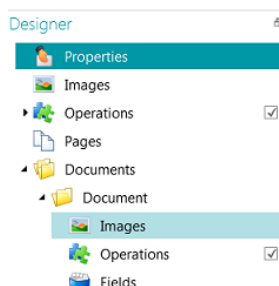 Designer
Properties
Images
Operations
Pages
Documents
Document
Images
Operations
Fields